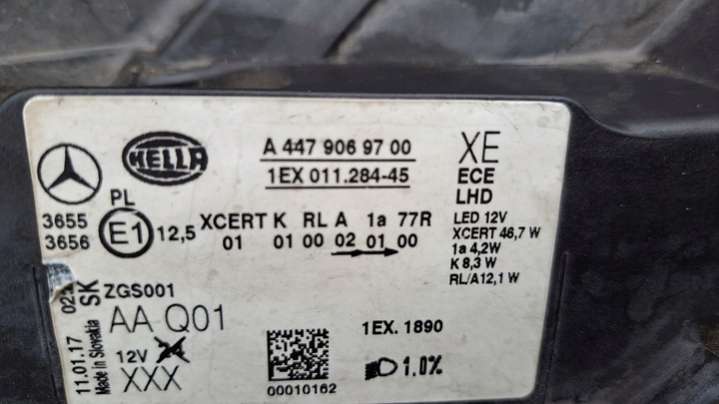 HELLA
A 447 906 97 00
1EX 011.284-45
XE
ECE
LHD
LED 12V
XCERT 46,7 W
1a 4,2W
K 8,3 W
RL/A12,1 W
PL
3655
3656
E1
12,5
XCERT K RL A 1a 77R
01 01 00 02 01 00
ZGS001
AA Q01
12V
XXX
SK
11.01.17
Made in Slovakia
00010162
1EX. 1890
1.0%